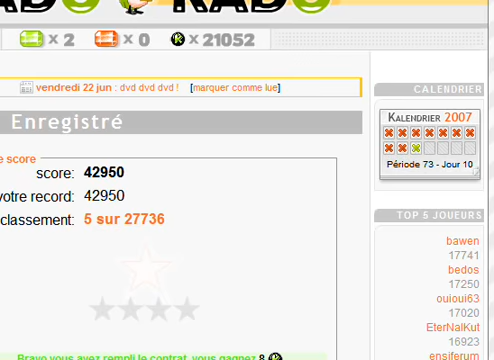 KADO
x 2 x 0 K x 21052
vendredi 22 jun : dvd dvd dvd ! [marquer comme lue]
CALENDRIER
Enregistré
CALENDRIER 2007
Période 73 - Jour 10
e score
score: 42950
votre record: 42950
classement: 5 sur 27736
TOP 5 JOUEURS
bawen
17741
bedos
17250
ouioui63
17020
EterNalKut
16923
ensiferum
Bravo vous avez rempli le contrat, vous gagnez 8 K